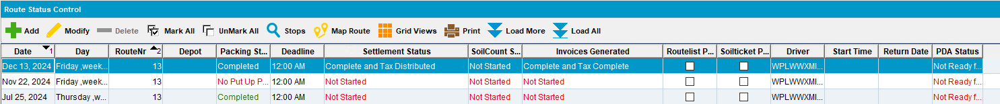 Route Status Control
Add Modify Delete Mark All UnMark All Stops Map Route Grid Views Print Load More Load All
Date 1 Day RouteNr 2 Depot Packing St... Deadline Settlement Status SoilCount S... Invoices Generated Routelist P... Soilticket P... Driver Start Time Return Date PDA Status
Dec 13, 2024 Friday ,week... 13 Completed 12:00 AM Complete and Tax Distributed Not Started Complete and Tax Complete WPLWWXMI... Not Ready f...
Nov 22, 2024 Friday ,week... 13 No Put Up P... 12:00 AM Not Started Not Started Not Started WPLWWXMI... Not Ready f...
Jul 25, 2024 Thursday ,w... 13 Completed 12:00 AM Not Started Not Started Not Started WPLWWXMI... Not Ready f...